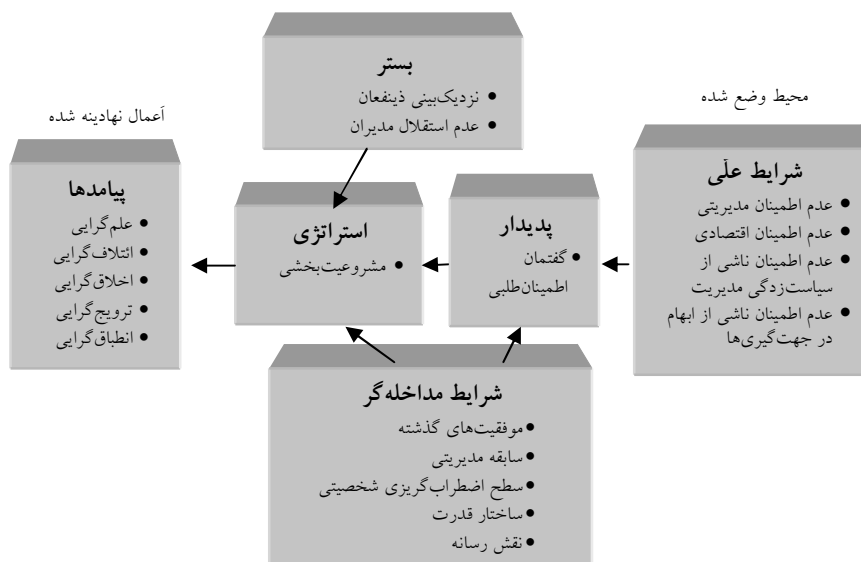 بستر
• نزدیک‌بینی ذینفعان
• عدم استقلال مدیران
محیط وضع شده
شرایط علّی
• عدم اطمینان مدیریتی
• عدم اطمینان اقتصادی
• عدم اطمینان ناشی از
سیاست‌زدگی مدیریت
• عدم اطمینان ناشی از ابهام
در جهت‌گیری‌ها
پدیدار
• گفتمان
اطمینان‌طلبی
استراتژی
• مشروعیت‌بخشی
اَعمال نهادینه شده
پیامدها
• علم‌گرایی
• ائتلاف‌گرایی
• اخلاق‌گرایی
• ترویج‌گرایی
• انطباق‌گرایی
شرایط مداخله‌گر
• موفقیت‌های گذشته
• سابقه مدیریتی
• سطح اضطراب‌گریزی شخصیتی
• ساختار قدرت
• نقش رسانه